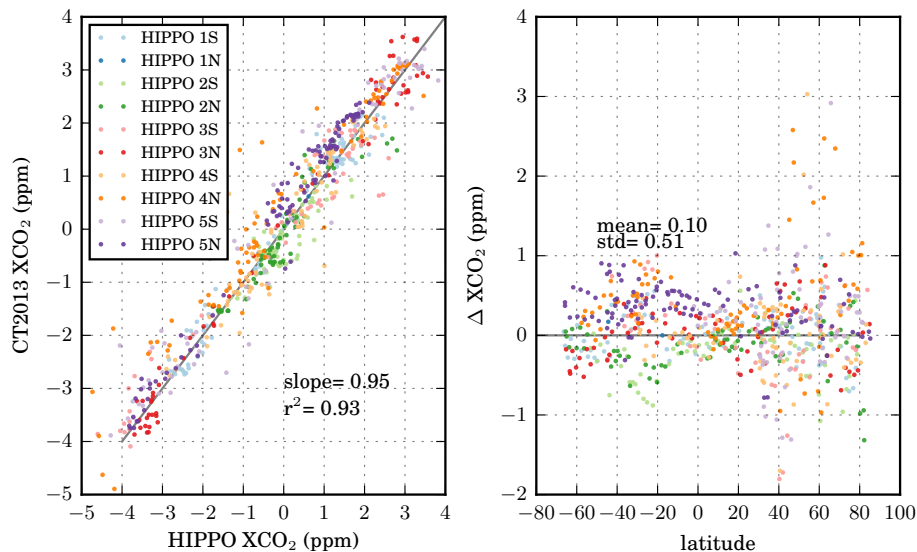 4
3
2
1
0
−1
−2
−3
−4
−5
CT2013 XCO₂ (ppm)
HIPPO 1S
HIPPO 1N
HIPPO 2S
HIPPO 2N
HIPPO 3S
HIPPO 3N
HIPPO 4S
HIPPO 4N
HIPPO 5S
HIPPO 5N
slope= 0.95
r²= 0.93
−5 −4 −3 −2 −1 0 1 2 3 4
HIPPO XCO₂ (ppm)
4
3
2
1
0
−1
−2
Δ XCO₂ (ppm)
mean= 0.10
std= 0.51
−80 −60 −40 −20 0 20 40 60 80 100
latitude